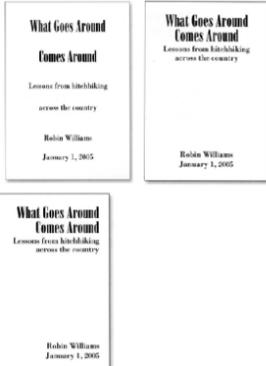 What Goes Around
Comes Around
Lessons from hitchhiking
across the country
Robin Williams
January 1, 2005
What Goes Around
Comes Around
Lessons from hitchhiking
across the country
Robin Williams
January 1, 2005
What Goes Around
Comes Around
Lessons from hitchhiking
across the country
Robin Williams
January 1, 2005